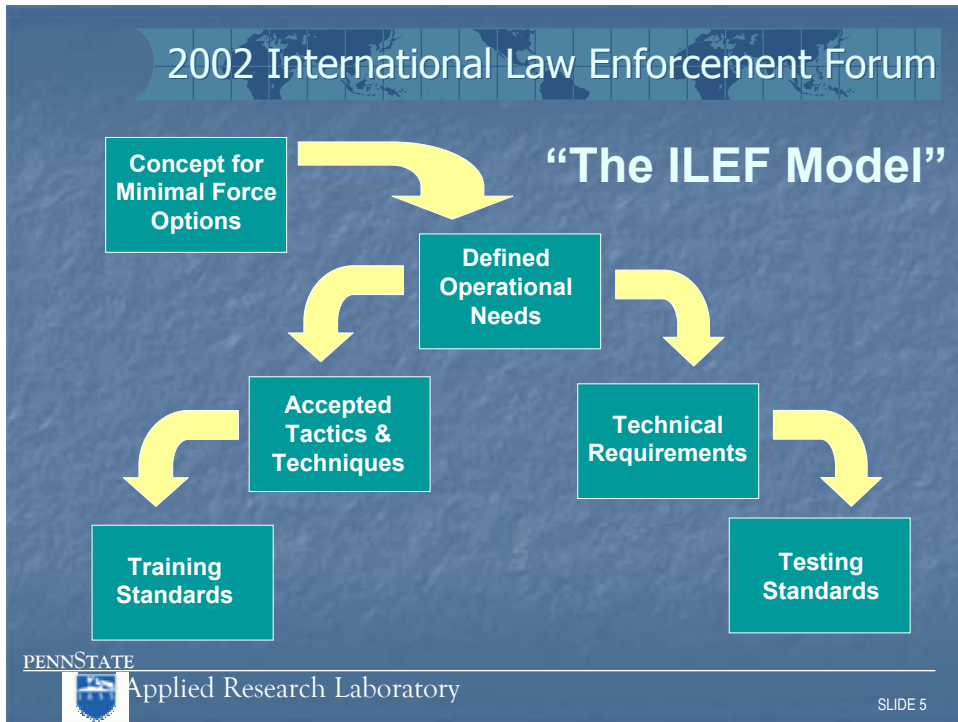 2002 International Law Enforcement Forum
“The ILEF Model”
Concept for
Minimal Force
Options
Defined
Operational
Needs
Accepted
Tactics &
Techniques
Technical
Requirements
Training
Standards
Testing
Standards
PENNSTATE
Applied Research Laboratory
SLIDE 5